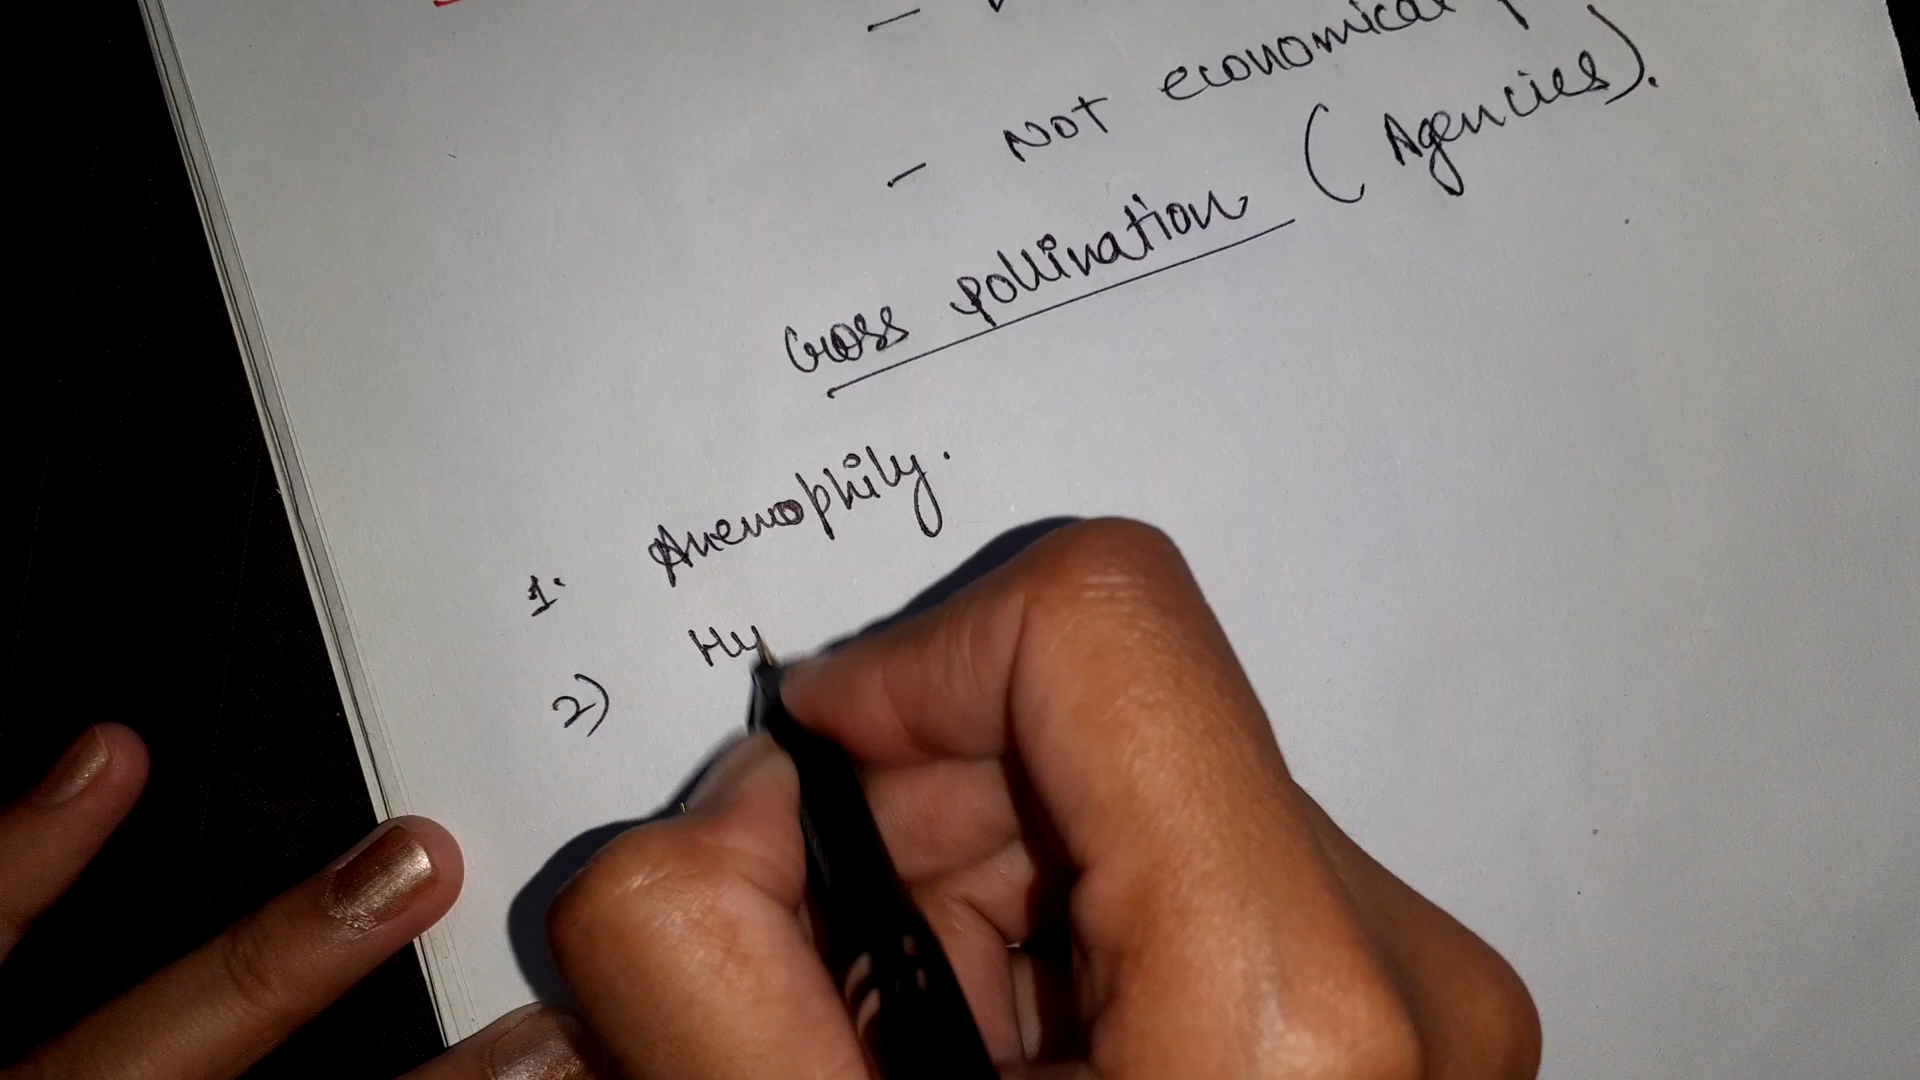 - Not economical
Cross pollination (Agencies).
1. Anemophily.
2) Hy